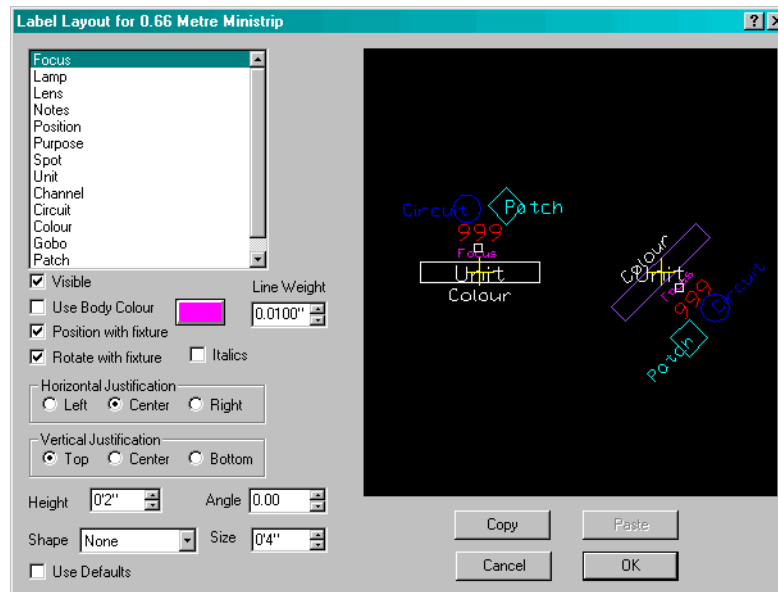 Label Layout for 0.66 Metre Ministrip
Focus
Lamp
Lens
Notes
Position
Purpose
Spot
Unit
Channel
Circuit
Colour
Gobo
Patch
Visible
Use Body Colour
Line Weight
0.0100"
Position with fixture
Rotate with fixture
Italics
Horizontal Justification
Left Center Right
Vertical Justification
Top Center Bottom
Height 0'2" Angle 0.00
Shape None Size 0'4"
Use Defaults
Circuit Patch
999
Focus
Unit
Colour
Colour
Unit
Focus
999
Circuit
Patch
Copy Paste
Cancel OK